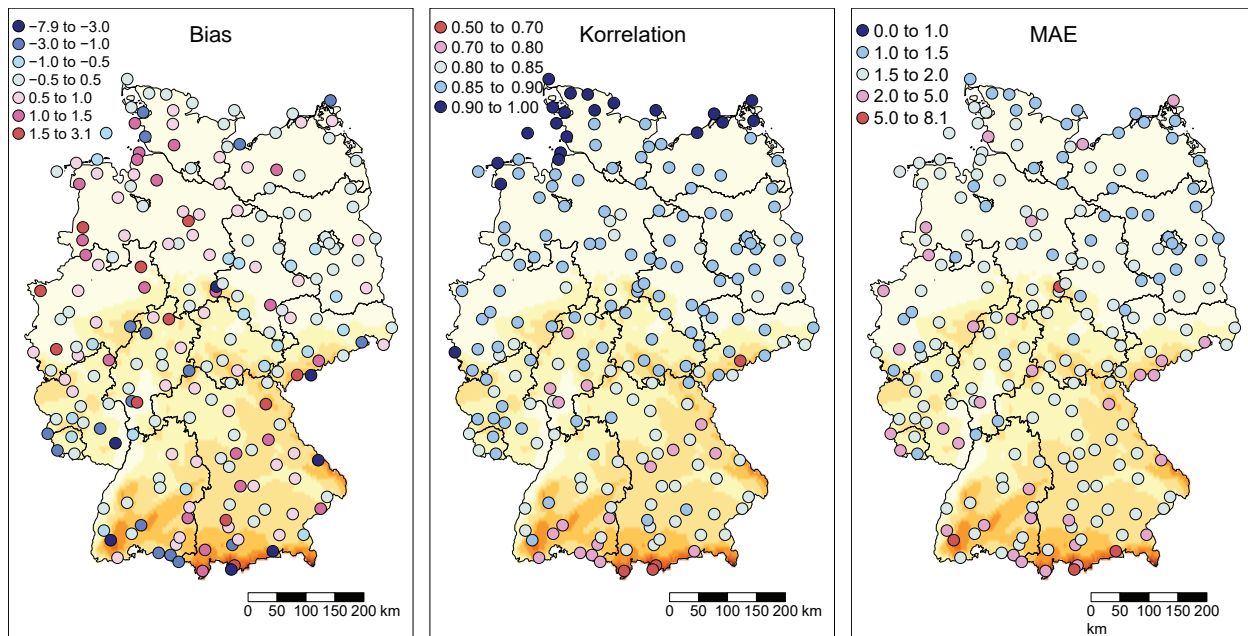 Bias
−7.9 to −3.0
−3.0 to −1.0
−1.0 to −0.5
−0.5 to 0.5
0.5 to 1.0
1.0 to 1.5
1.5 to 3.1
0 50 100 150 200 km
Korrelation
0.50 to 0.70
0.70 to 0.80
0.80 to 0.85
0.85 to 0.90
0.90 to 1.00
0 50 100 150 200 km
MAE
0.0 to 1.0
1.0 to 1.5
1.5 to 2.0
2.0 to 5.0
5.0 to 8.1
0 50 100 150 200
km